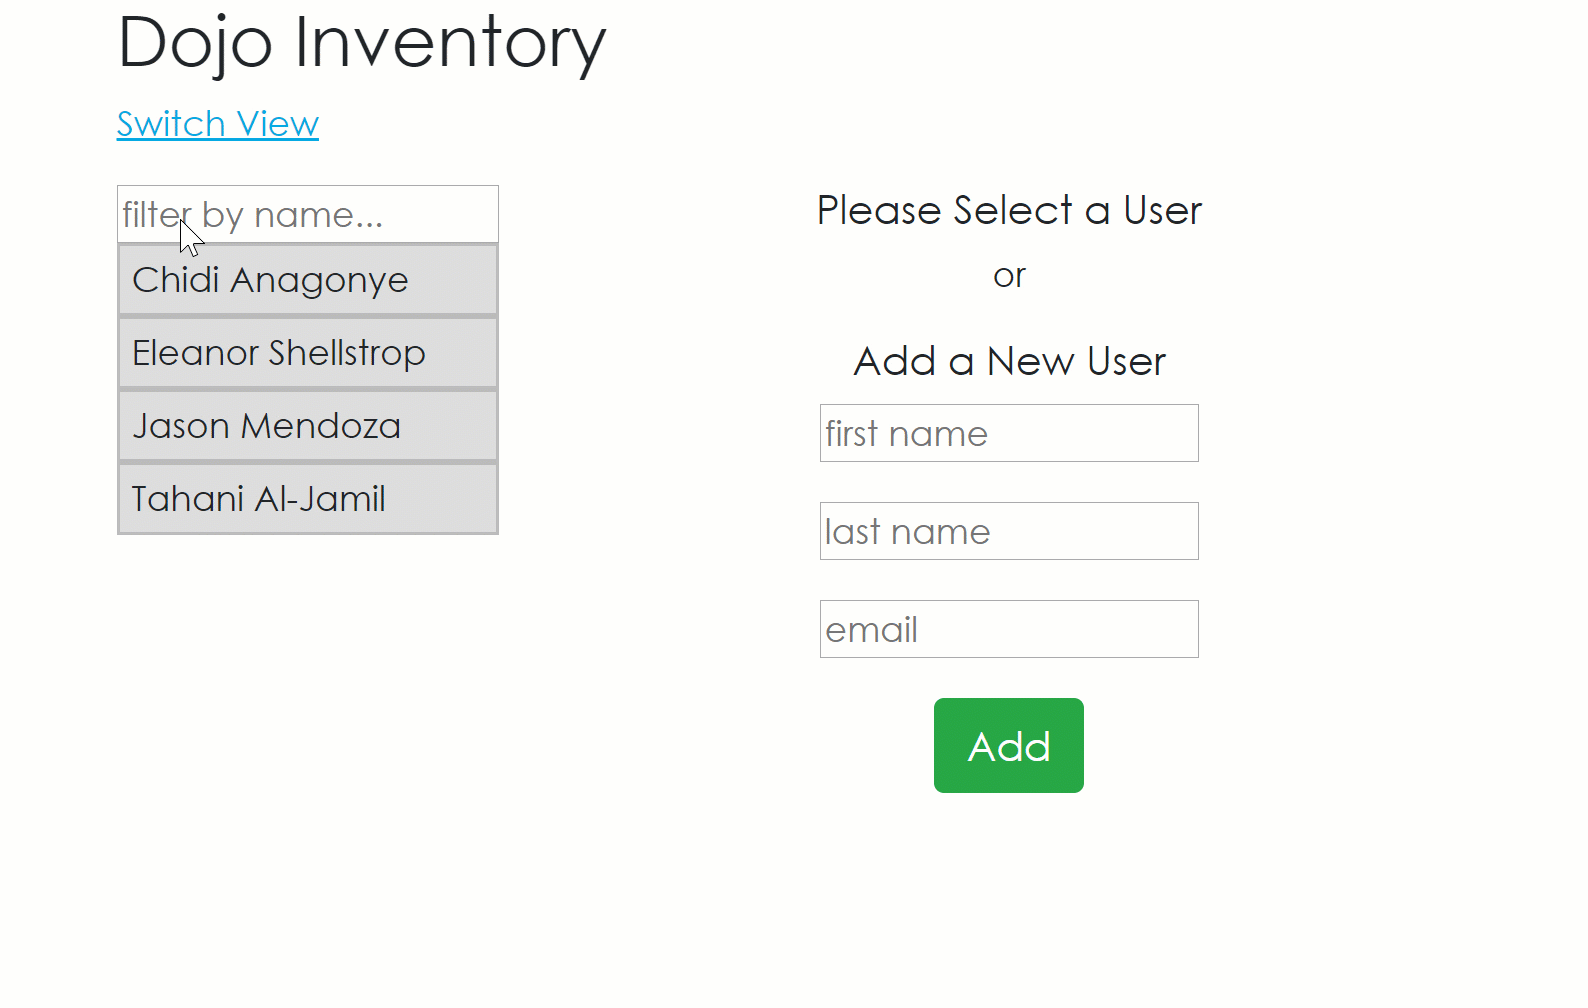 Dojo Inventory
Switch View
filter by name...
Chidi Anagonye
Eleanor Shellstrop
Jason Mendoza
Tahani Al-Jamil
Please Select a User
or
Add a New User
first name
last name
email
Add